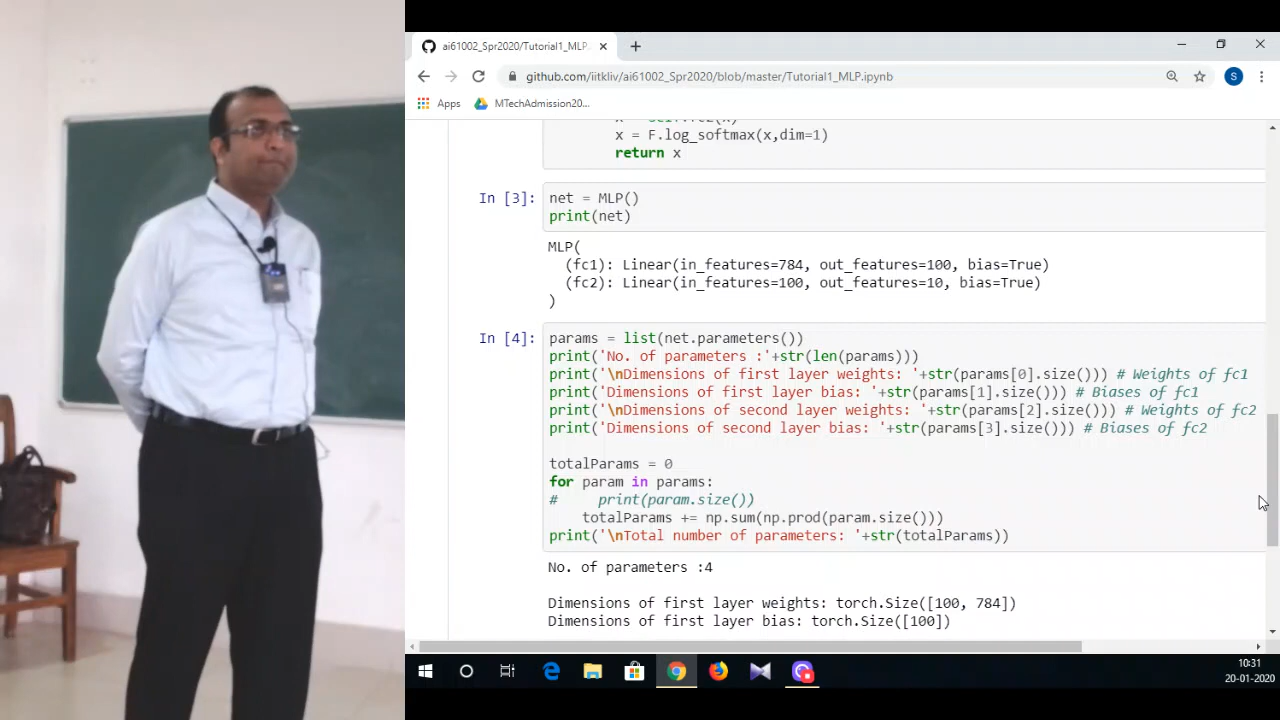 ai61002_Spr2020/Tutorial1_MLP.
github.com/iitkliv/ai61002_Spr2020/blob/master/Tutorial1_MLP.ipynb
S
Apps
MTechAdmission20...
x = F.log_softmax(x,dim=1)
return x
In [3]:
net = MLP()
print(net)
MLP(
(fc1): Linear(in_features=784, out_features=100, bias=True)
(fc2): Linear(in_features=100, out_features=10, bias=True)
)
In [4]:
params = list(net.parameters())
print('No. of parameters :'+str(len(params)))
print('\nDimensions of first layer weights: '+str(params[0].size())) # Weights of fc1
print('Dimensions of first layer bias: '+str(params[1].size())) # Biases of fc1
print('\nDimensions of second layer weights: '+str(params[2].size())) # Weights of fc2
print('Dimensions of second layer bias: '+str(params[3].size())) # Biases of fc2
totalParams = 0
for param in params:
# print(param.size())
totalParams += np.sum(np.prod(param.size()))
print('\nTotal number of parameters: '+str(totalParams))
No. of parameters :4
Dimensions of first layer weights: torch.Size([100, 784])
Dimensions of first layer bias: torch.Size([100])
10:31
20-01-2020